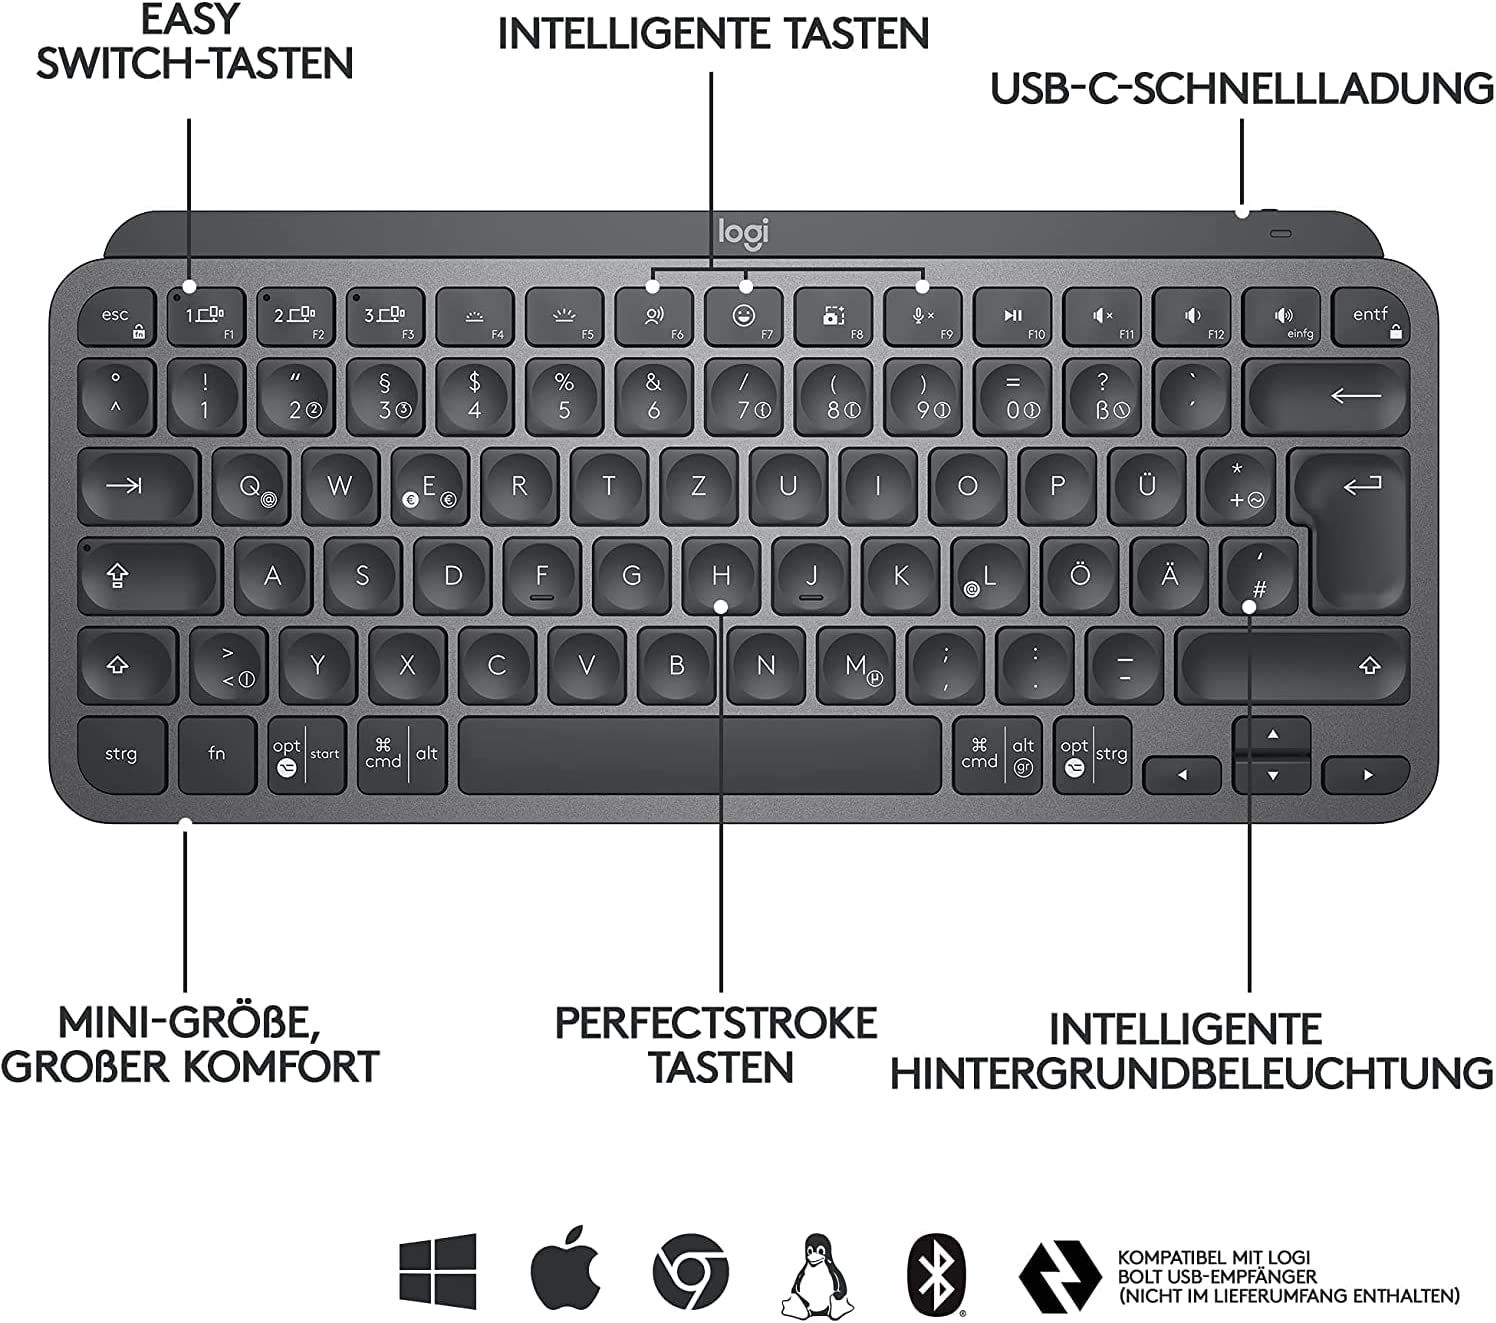 EASY
SWITCH-TASTEN
INTELLIGENTE TASTEN
USB-C-SCHNELLLADUNG
logi
esc fn 1 F1 2 F2 3 F3 F4 F5 F6 F7 F8 F9 F10 F11 F12 einfg entf
° ! “ § $ % & / ( ) = ? `
^ 1 2 ② 3 ③ 4 5 6 7 { 8 [ 9 ] 0 } ß \ ´
Q @ W € E € R T Z U I O P Ü * + ~
A S D F G H J K @ L Ö Ä ' #
> < | Y X C V B N M µ ; , : . _ -
strg fn opt start ⌘ cmd alt ⌘ cmd alt gr opt strg
MINI-GRÖßE,
GROßER KOMFORT
PERFECTSTROKE
TASTEN
INTELLIGENTE
HINTERGRUNDBELEUCHTUNG
KOMPATIBEL MIT LOGI
BOLT USB-EMPFÄNGER
(NICHT IM LIEFERUMFANG ENTHALTEN)